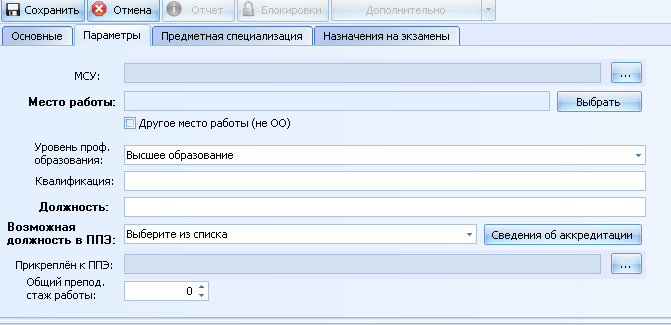 Сохранить Отмена Отчет Блокировки Дополнительно
Основные Параметры Предметная специализация Назначения на экзамены
МСУ: ...
Место работы: Выбрать
Другое место работы (не ОО)
Уровень проф.
образования: Высшее образование
Квалификация:
Должность:
Возможная
должность в ППЭ: Выберите из списка Сведения об аккредитации
Прикреплён к ППЭ: ...
Общий препод.
стаж работы: 0